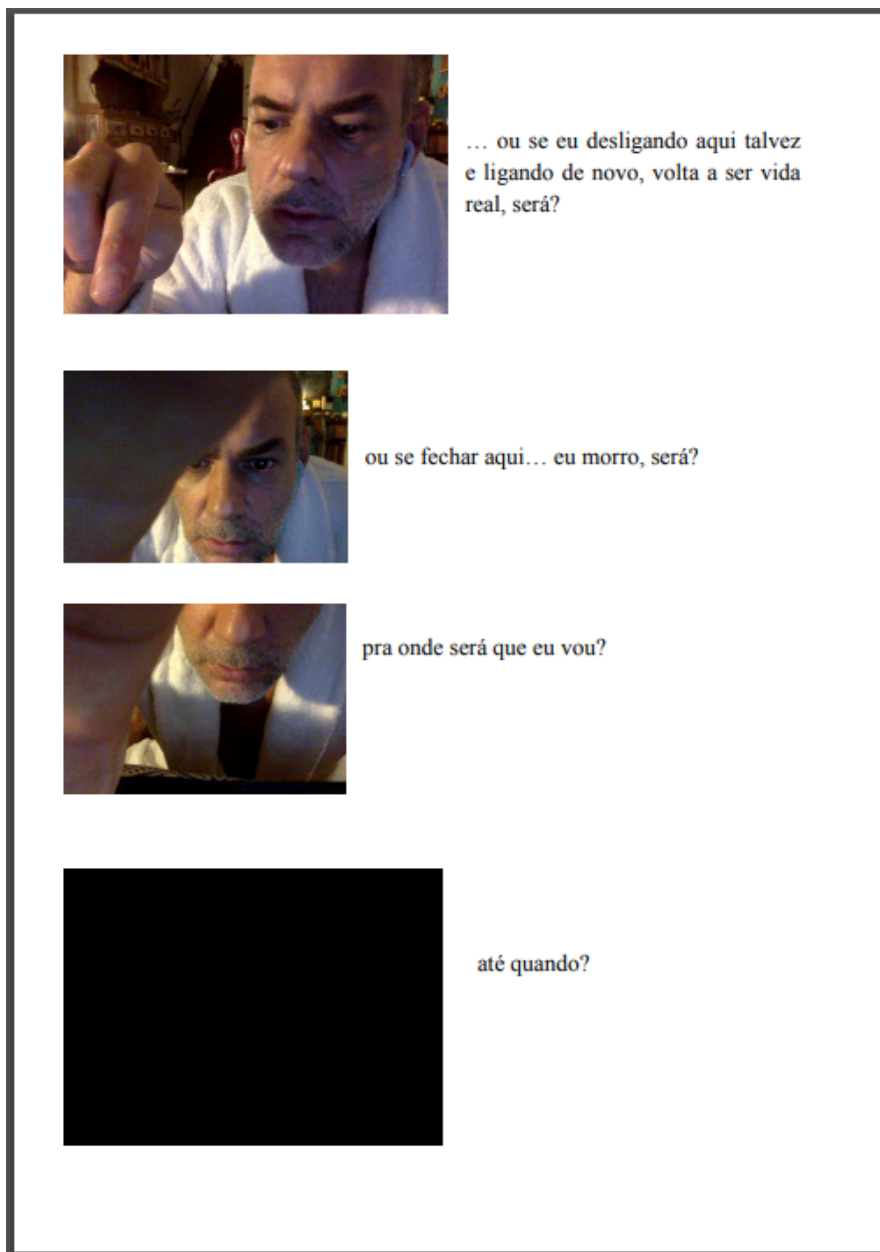 … ou se eu desligando aqui talvez
e ligando de novo, volta a ser vida
real, será?
ou se fechar aqui… eu morro, será?
pra onde será que eu vou?
até quando?